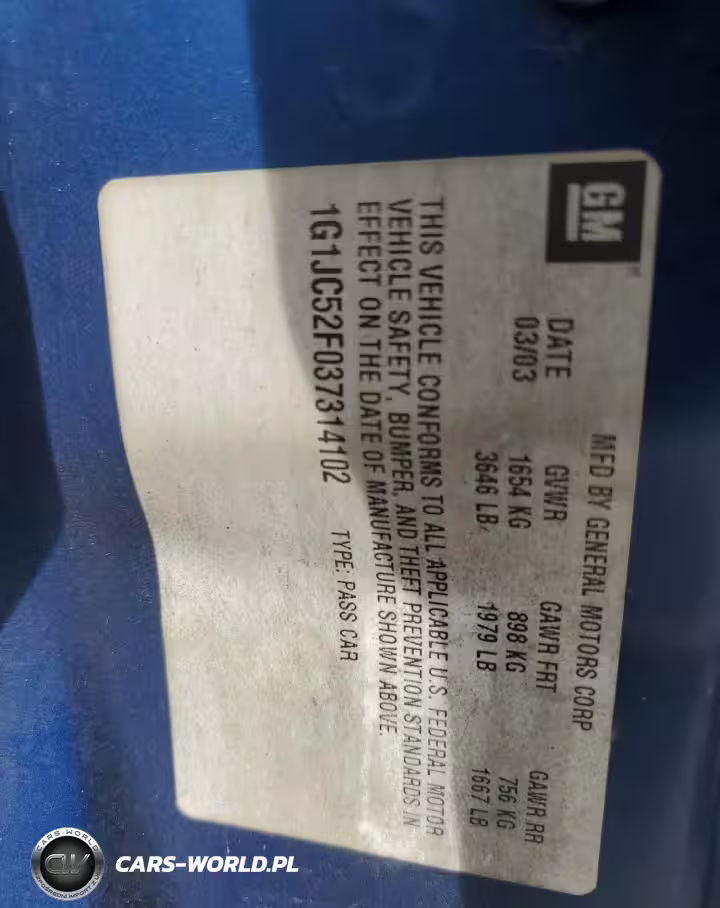 GM
MFD BY GENERAL MOTORS CORP
DATE GVWR GAWR FRT GAWR RR
03/03 1654 KG 898 KG 756 KG
3646 LB 1979 LB 1667 LB
THIS VEHICLE CONFORMS TO ALL APPLICABLE U.S. FEDERAL MOTOR
VEHICLE SAFETY, BUMPER, AND THEFT PREVENTION STANDARDS IN
EFFECT ON THE DATE OF MANUFACTURE SHOWN ABOVE
1G1JC52F037314102 TYPE: PASS CAR
CARS-WORLD
CW
CARS-WORLD.PL